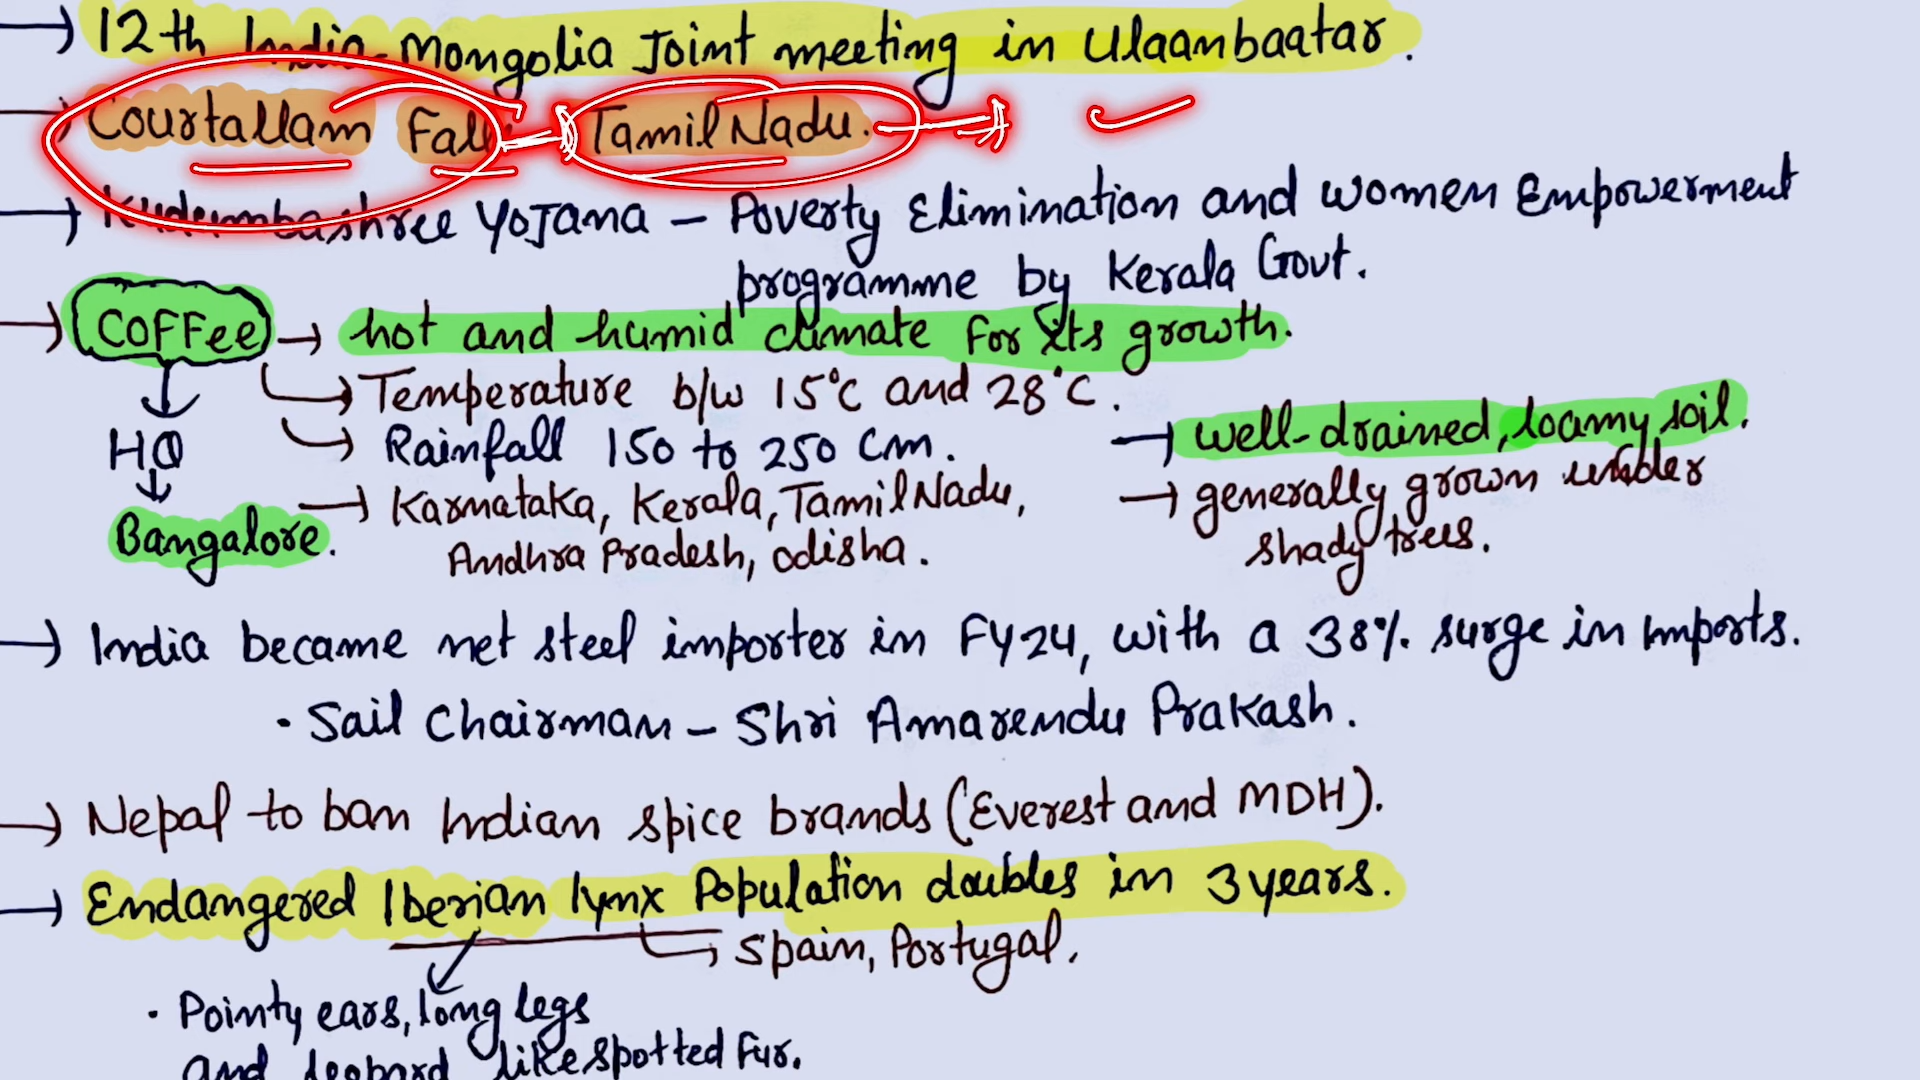 → 12th India-Mongolia Joint meeting in Ulaanbaatar.
→ Courtallam Fall → Tamil Nadu. →
→ Kudumbashree Yojana – Poverty Elimination and women Empowerment
programme by Kerala Govt.
→ Coffee → hot and humid climate for its growth.
→ Temperature b/w 15°C and 28°C.
HQ → Rainfall 150 to 250 cm. → well-drained, loamy soil.
Bangalore. → Karnataka, Kerala, Tamil Nadu, → generally grown under
Andhra Pradesh, Odisha. shady trees.
→ India became net steel importer in FY24, with a 38% surge in imports.
• Sail Chairman – Shri Amarendu Prakash.
→ Nepal to ban Indian spice brands (Everest and MDH).
→ Endangered Iberian lynx Population doubles in 3 years.
→ Spain, Portugal.
• Pointy ears, long legs
and leopard like spotted fur.